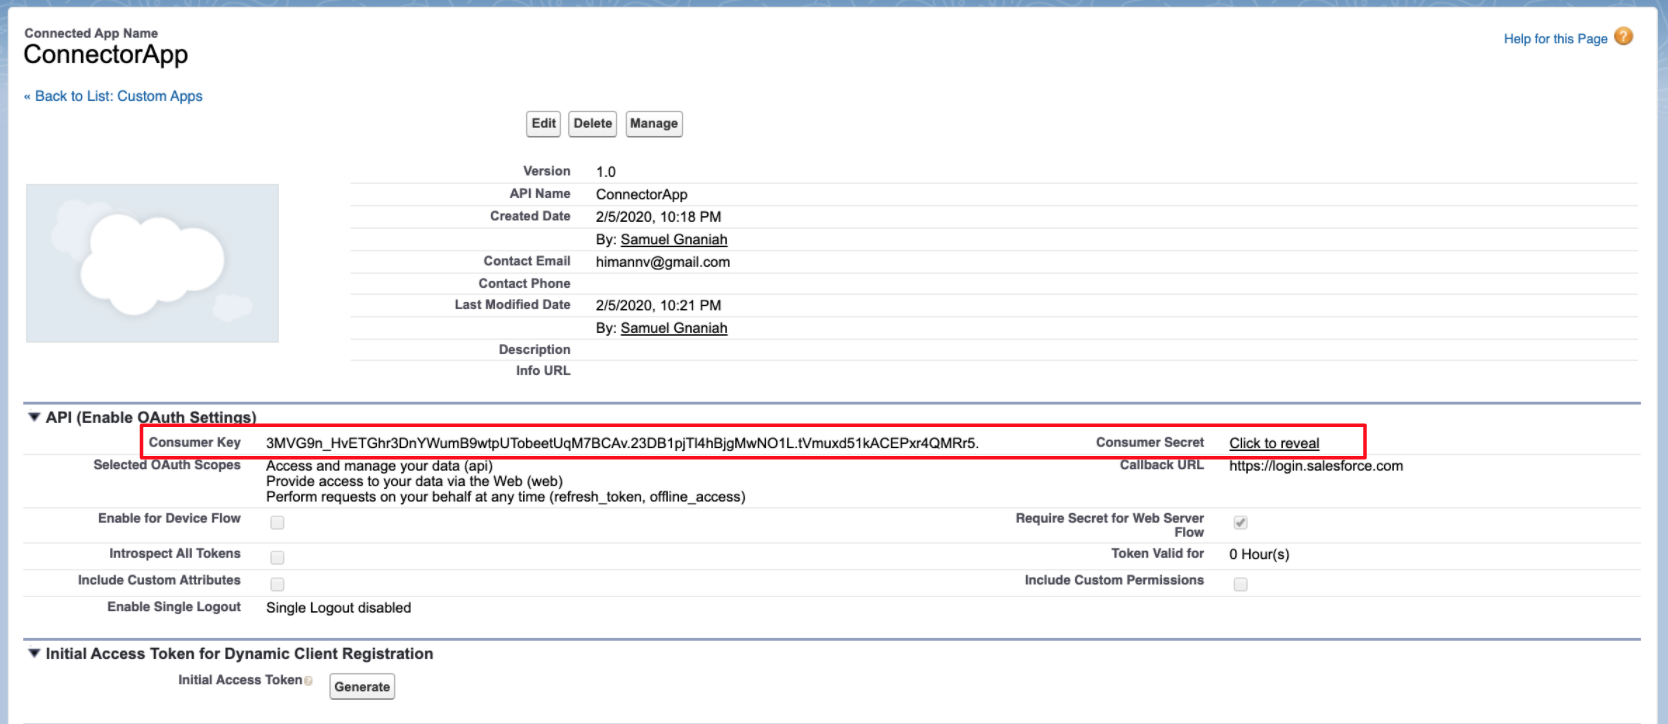 Connected App Name
ConnectorApp
Help for this Page ?
« Back to List: Custom Apps
Edit Delete Manage
Version 1.0
API Name ConnectorApp
Created Date 2/5/2020, 10:18 PM
By: Samuel Gnaniah
Contact Email himannv@gmail.com
Contact Phone
Last Modified Date 2/5/2020, 10:21 PM
By: Samuel Gnaniah
Description
Info URL
API (Enable OAuth Settings)
Consumer Key 3MVG9n_HvETGhr3DnYWumB9wtpUTobeetUqM7BCAv.23DB1pjTl4hBjgMwNO1L.tVmuxd51kACEPxr4QMRr5. Consumer Secret Click to reveal
Selected OAuth Scopes Access and manage your data (api) Callback URL https://login.salesforce.com
Provide access to your data via the Web (web)
Perform requests on your behalf at any time (refresh_token, offline_access)
Enable for Device Flow Require Secret for Web Server
Flow
Introspect All Tokens Token Valid for 0 Hour(s)
Include Custom Attributes Include Custom Permissions
Enable Single Logout Single Logout disabled
Initial Access Token for Dynamic Client Registration
Initial Access Token ? Generate